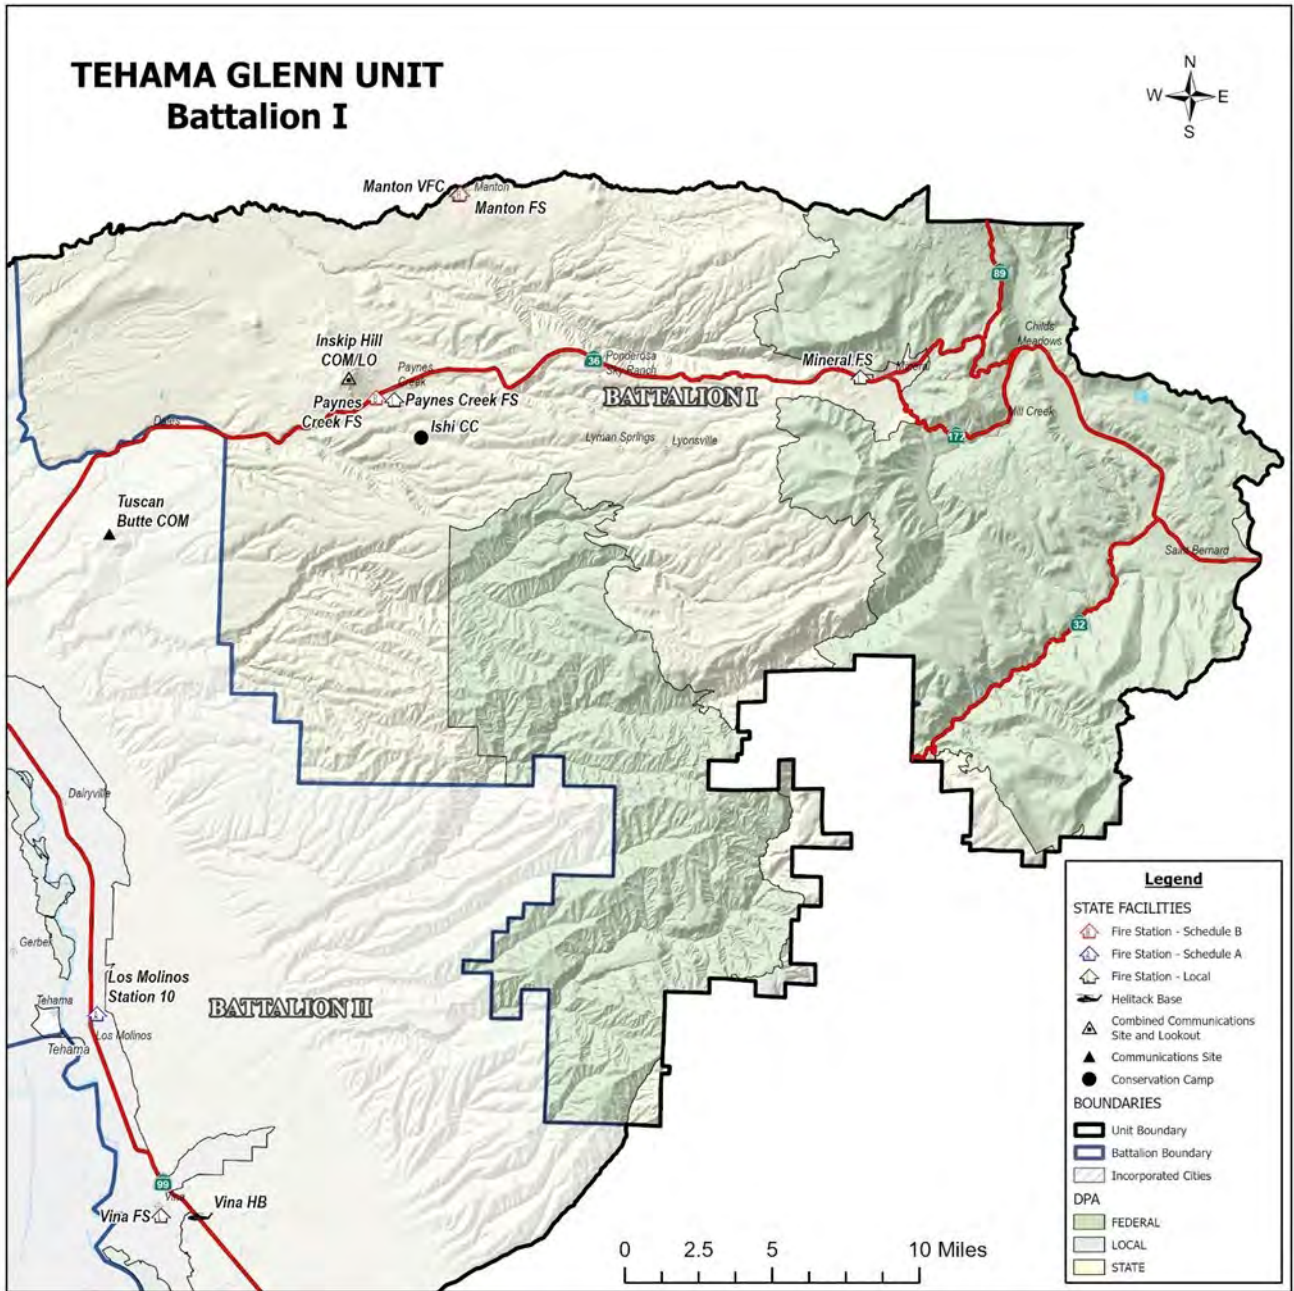 TEHAMA GLENN UNIT
Battalion I
N
W
E
S
Manton VFC
Manton
Manton FS
89
Childs
Meadows
Inskip Hill
COM/LO
Paynes
Creek
36
Ponderosa
Sky Ranch
Mineral FS
Mineral
Paynes
Creek FS
Paynes Creek FS
BATTALION I
Mill Creek
Dales
Ishi CC
Lyman Springs
Lyonsville
172
Tuscan
Butte COM
Saint Bernard
32
Dairyville
Gerber
Los Molinos
Station 10
Tehama
BATTALION II
Los Molinos
Tehama
99
Vina
Vina HB
Vina FS
0 2.5 5 10 Miles
Legend
STATE FACILITIES
Fire Station - Schedule B
Fire Station - Schedule A
Fire Station - Local
Helitack Base
Combined Communications
Site and Lookout
Communications Site
Conservation Camp
BOUNDARIES
Unit Boundary
Battalion Boundary
Incorporated Cities
DPA
FEDERAL
LOCAL
STATE